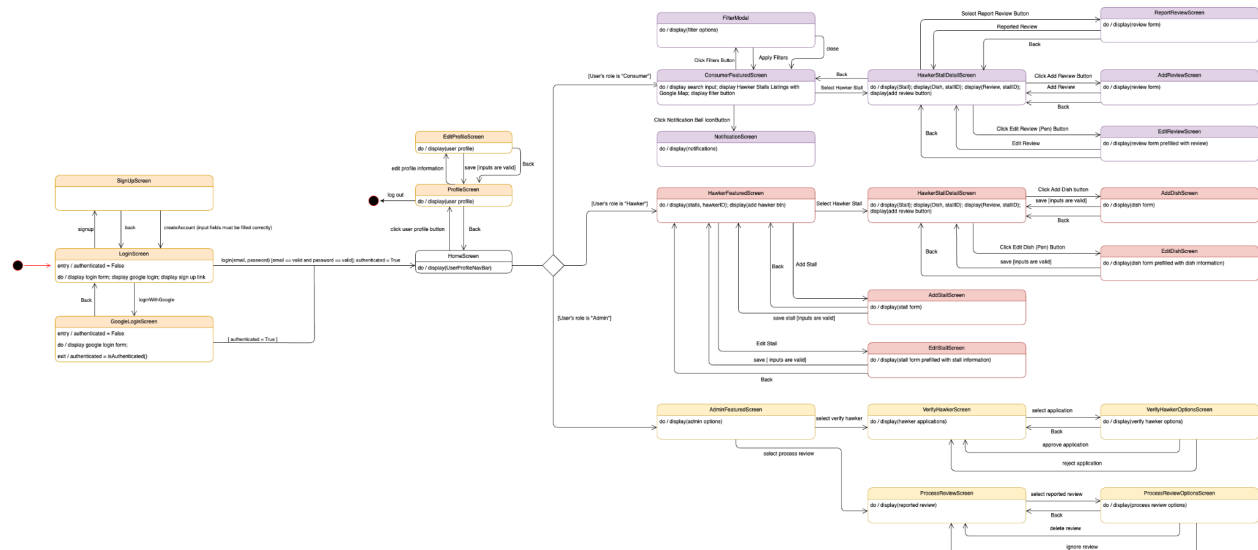 SignUpScreen
signup
back
createAccount (input fields must be filled correctly)
LoginScreen
entry / authenticated = False
do / display login form; display google login; display sign up link
Back
loginWithGoogle
GoogleLoginScreen
entry / authenticated = False
do / display google login form;
exit / authenticated = isAuthenticated()
login(email, password) [email == valid and password == valid]; authenticated = True
[ authenticated = True ]
EditProfileScreen
do / display(user profile)
edit profile information
save [inputs are valid]
Back
ProfileScreen
do / display(user profile)
log out
click user profile button
Back
HomeScreen
do / display(UserProfileNavBar)
[User's role is "Consumer"]
[User's role is "Hawker"]
[User's role is "Admin"]
FilterModal
do / display(filter options)
close
Click Filters Button
Apply Filters
ConsumerFeaturedScreen
do / display search input; display Hawker Stalls Listings with
Google Map; display filter button
Back
Select Hawker Stall
Click Notification Bell IconButton
NotificationScreen
do / display(notifications)
HawkerStallDetailScreen
do / display(Stall); display(Dish, stallID); display(Review, stallID);
display(add review button)
Select Report Review Button
Reported Review
Back
ReportReviewScreen
do / display(review form)
Click Add Review Button
Add Review
Back
AddReviewScreen
do / display(review form)
Click Edit Review (Pen) Button
Edit Review
Back
EditReviewScreen
do / display(review form prefilled with review)
HawkerFeaturedScreen
do / display(stalls, hawkerID); display(add hawker btn)
Select Hawker Stall
HawkerStallDetailScreen
do / display(Stall); display(Dish, stallID); display(Review, stallID);
display(add review button)
Click Add Dish button
save [inputs are valid]
Back
AddDishScreen
do / display(dish form)
Click Edit Dish (Pen) Button
save [inputs are valid]
Back
EditDishScreen
do / display(dish form prefilled with dish information)
Back
Add Stall
AddStallScreen
do / display(stall form)
save stall [inputs are valid]
Edit Stall
save [ inputs are valid]
Back
EditStallScreen
do / display(stall form prefilled with stall information)
AdminFeaturedScreen
do / display(admin options)
select verify hawker
select process review
VerifyHawkerScreen
do / display(hawker applications)
select application
Back
approve application
reject application
VerifyHawkerOptionsScreen
do / display(verify hawker options)
ProcessReviewScreen
do / display(reported review)
select reported review
Back
delete review
ignore review
ProcessReviewOptionsScreen
do / display(process review options)